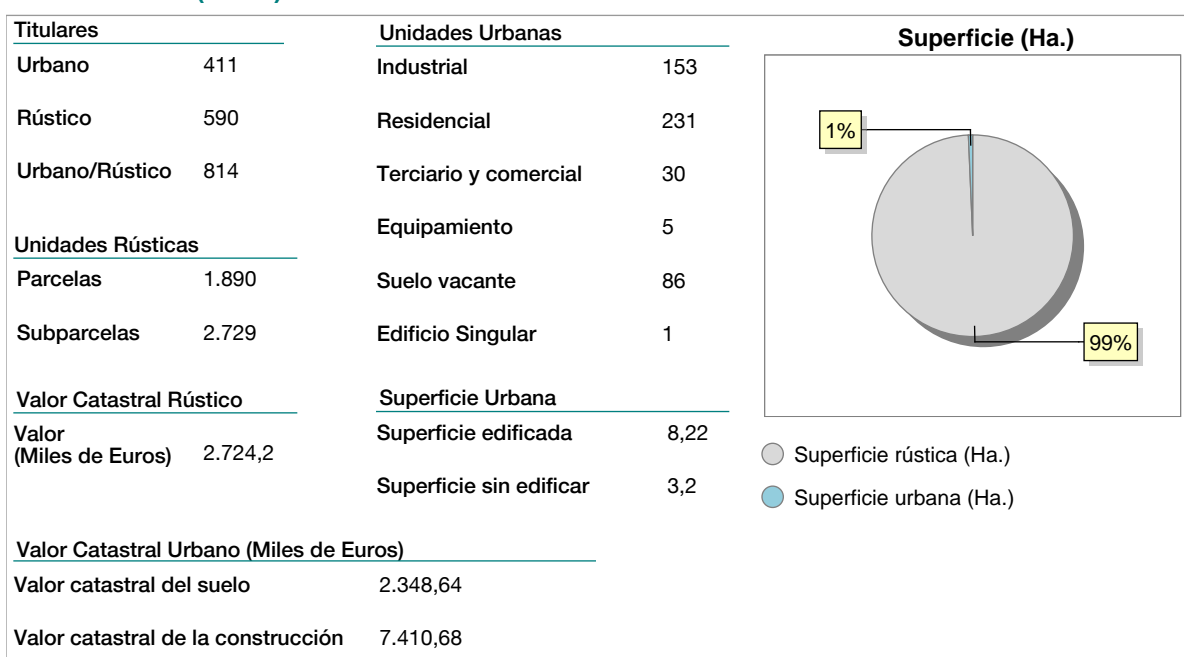 Titulares
Urbano 411
Rústico 590
Urbano/Rústico 814
Unidades Rústicas
Parcelas 1.890
Subparcelas 2.729
Valor Catastral Rústico
Valor
(Miles de Euros) 2.724,2
Unidades Urbanas
Industrial 153
Residencial 231
Terciario y comercial 30
Equipamiento 5
Suelo vacante 86
Edificio Singular 1
Superficie Urbana
Superficie edificada 8,22
Superficie sin edificar 3,2
Valor Catastral Urbano (Miles de Euros)
Valor catastral del suelo 2.348,64
Valor catastral de la construcción 7.410,68
Superficie (Ha.)
1%
99%
Superficie rústica (Ha.)
Superficie urbana (Ha.)